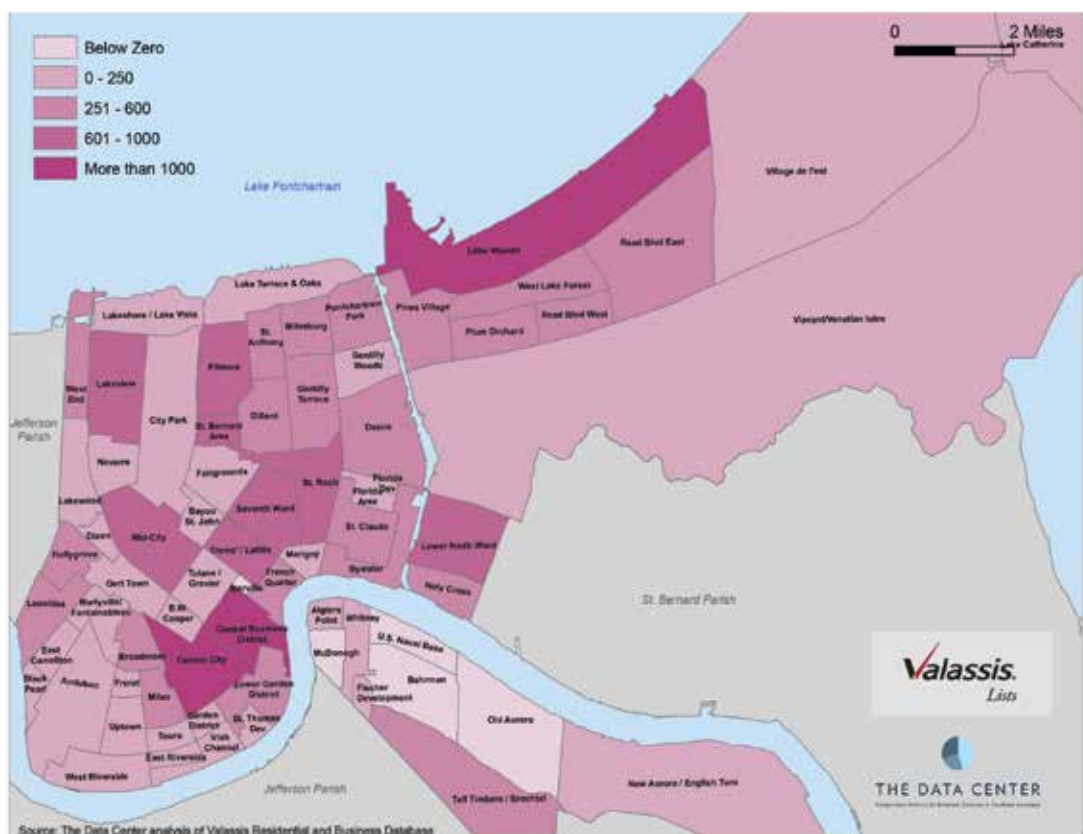 Below Zero
0 - 250
251 - 600
601 - 1000
More than 1000
0 2 Miles
Lake Catherine
Lake Pontchartrain
Village de l'est
Little Woods
Read Blvd East
Lake Terrace & Oaks
West Lake Forest
Lakeshore / Lake Vista
Pontchartrain
Park
Pines Village
Read Blvd West
Milneburg
Plum Orchard
Viavant/Venetian Isles
St.
Anthony
Gentilly
Woods
Filmore
Lakeview
West
End
Gentilly
Terrace
City Park
Dillard
Jefferson
Parish
St. Bernard
Area
Desire
Navarre
Fairgrounds
St. Roch
Florida
Dev
Florida
Area
Lakewood
Seventh Ward
Bayou
St. John
St. Claude
Mid-City
Dixon
Lower Ninth Ward
Hollygrove
Treme' / Lafitte
Marigny
Tulane /
Gravier
French
Quarter
Bywater
Gert Town
Iberville
Holy Cross
Leonidas
Marlyville/
Fontainebleau
B.W.
Cooper
St. Bernard Parish
Algiers
Point
Whitney
Central Business
District
U.S. Naval Base
East
Carrollton
Broadmoor
Central City
McDonogh
Black
Pearl
Audubon
Freret
Behrman
Lower Garden
District
Fischer
Development
Milan
Garden
District
St. Thomas
Dev
Old Aurora
Uptown
Touro
Irish
Channel
East Riverside
West Riverside
New Aurora / English Turn
Jefferson Parish
Tall Timbers / Brechtel
Valassis
Lists
THE DATA CENTER
Source: The Data Center analysis of Valassis Residential and Business Database.